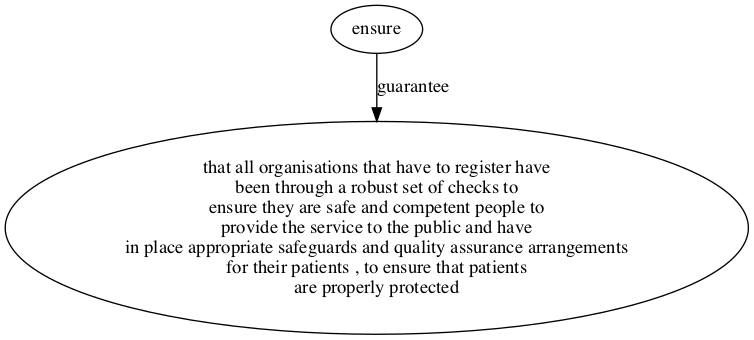 ensure
guarantee
that all organisations that have to register have
been through a robust set of checks to
ensure they are safe and competent people to
provide the service to the public and have
in place appropriate safeguards and quality assurance arrangements
for their patients , to ensure that patients
are properly protected